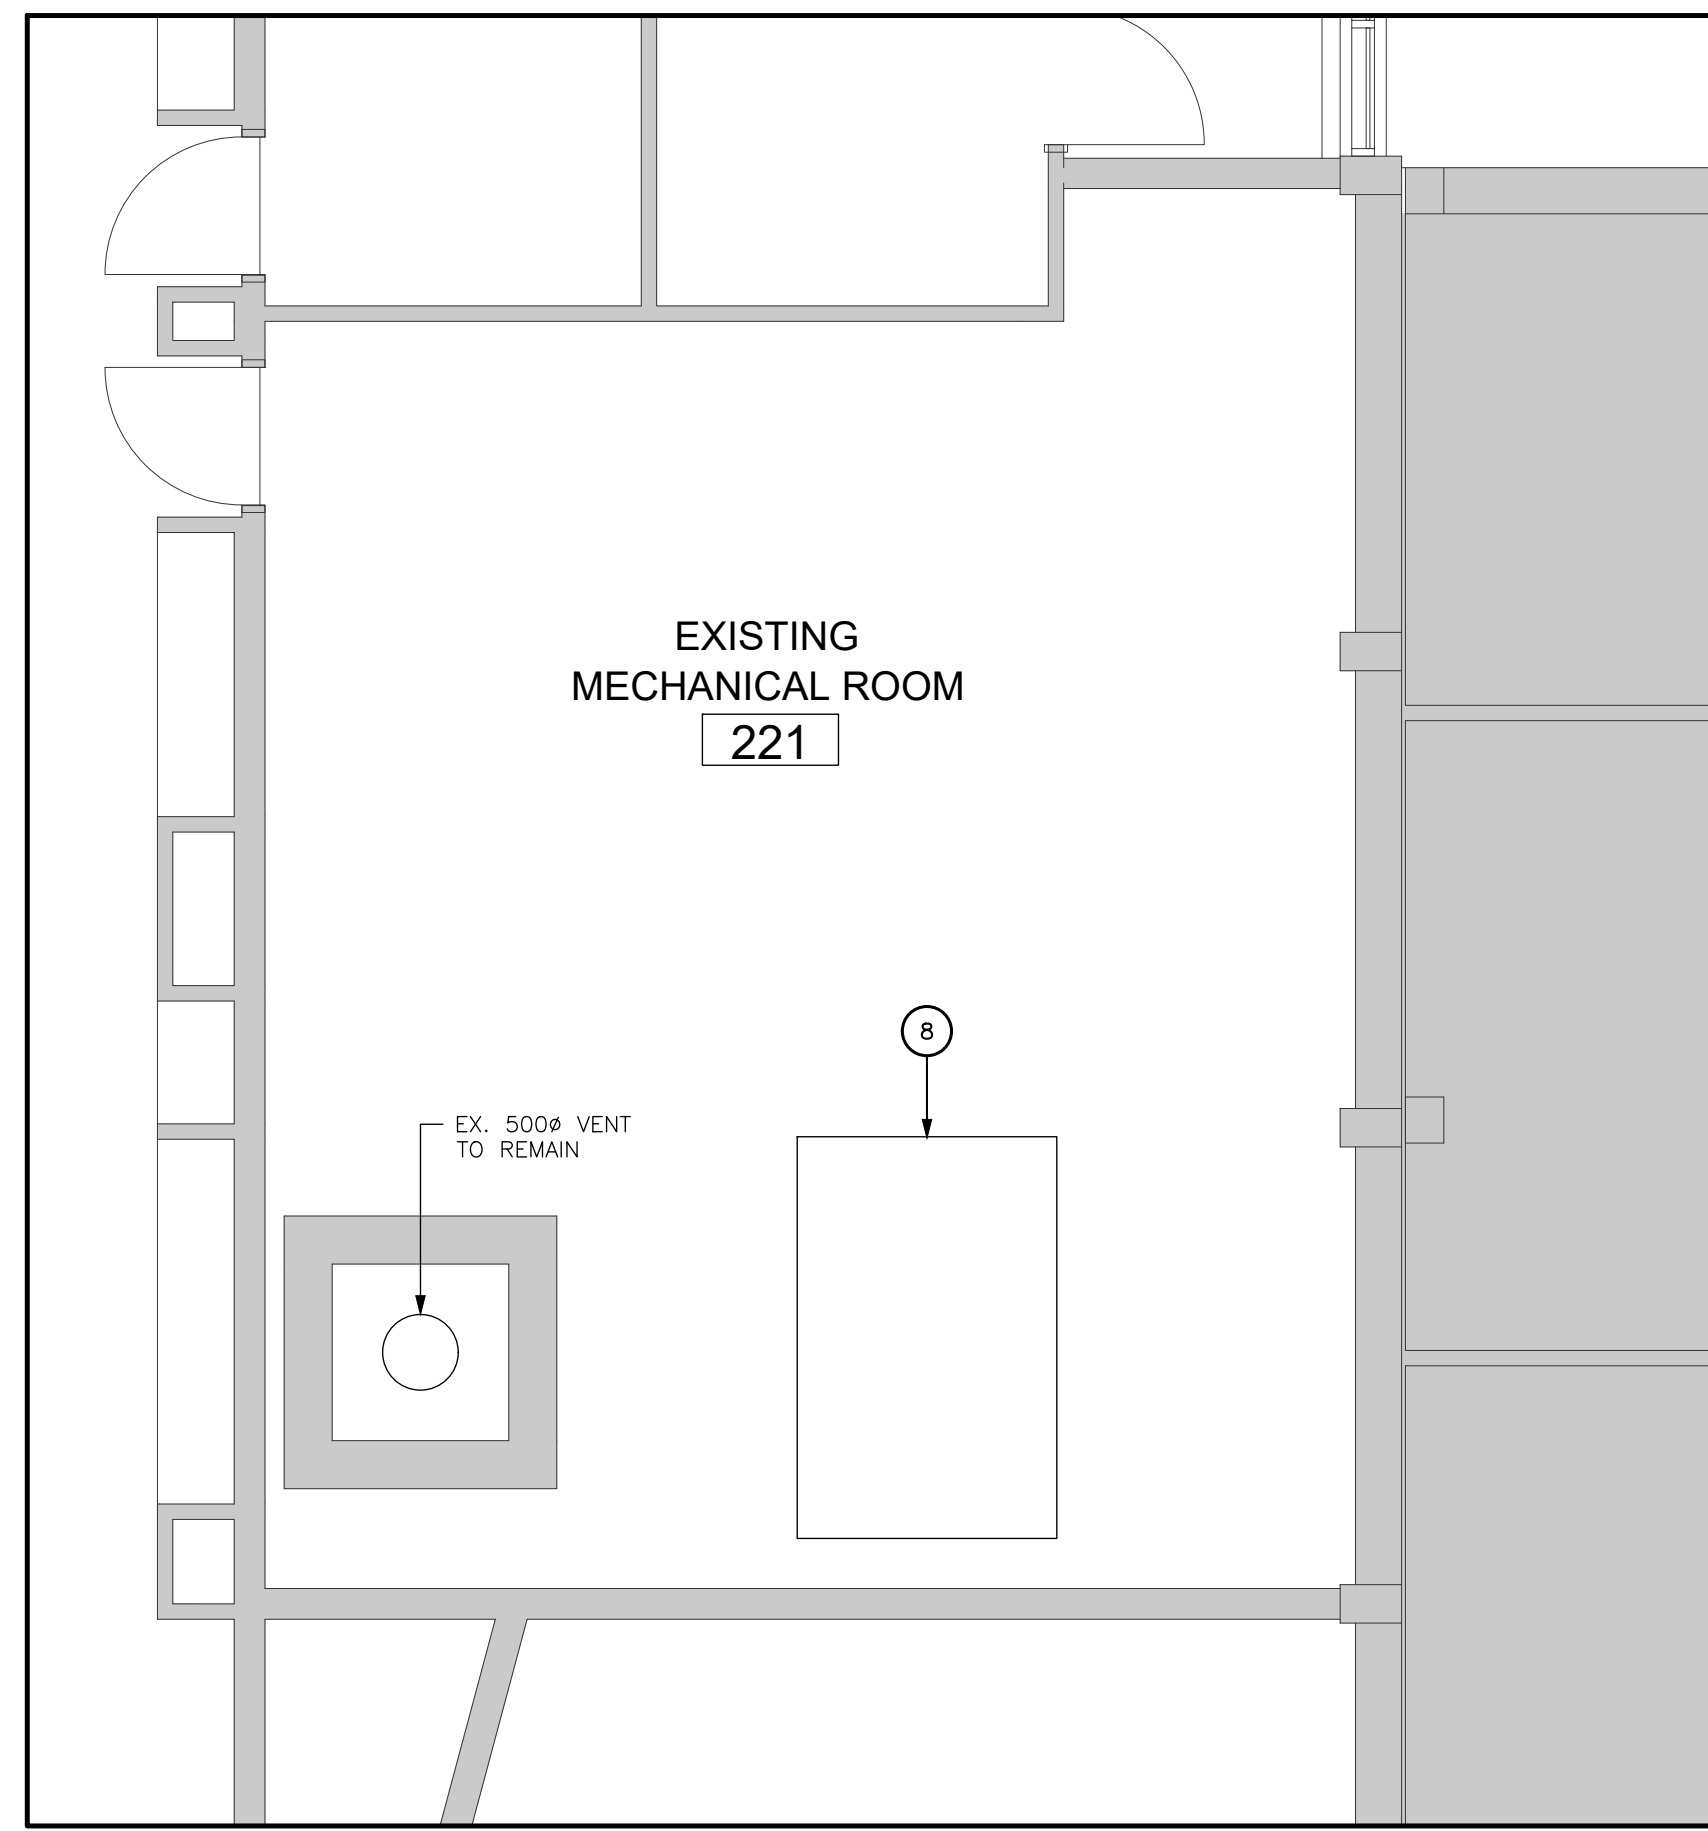 EXISTING
MECHANICAL ROOM
221
8
EX. 500ø VENT
TO REMAIN